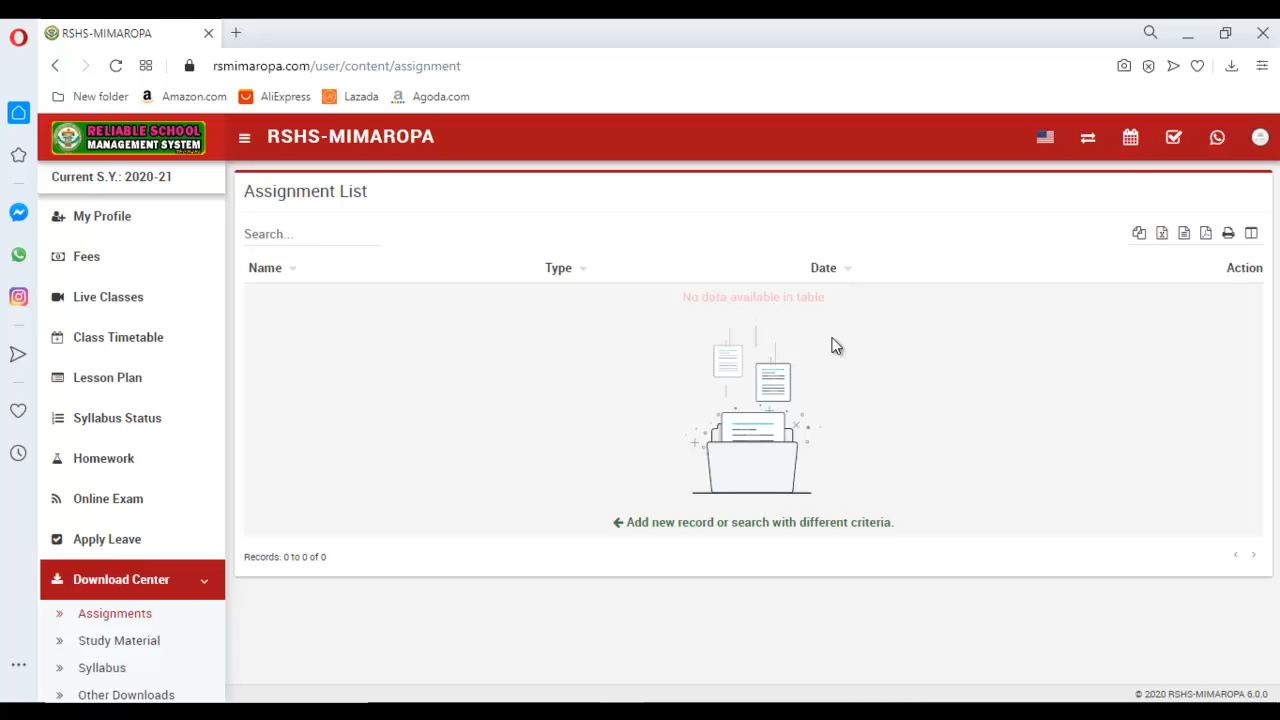 RSHS-MIMAROPA
rsmimaropa.com/user/content/assignment
New folder
Amazon.com
AliExpress
Lazada
Agoda.com
RELIABLE SCHOOL
MANAGEMENT SYSTEM
RSHS-MIMAROPA
Current S.Y.: 2020-21
My Profile
Fees
Live Classes
Class Timetable
Lesson Plan
Syllabus Status
Homework
Online Exam
Apply Leave
Download Center
Assignments
Study Material
Syllabus
Other Downloads
Assignment List
Search...
Name
Type
Date
Action
No data available in table
Add new record or search with different criteria.
Records: 0 to 0 of 0
© 2020 RSHS-MIMAROPA 6.0.0